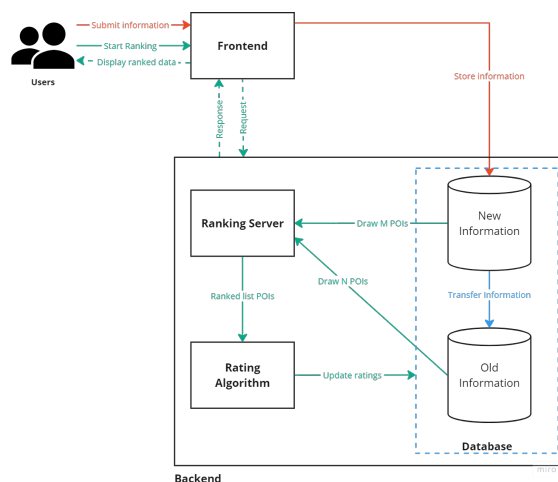 Submit information
Start Ranking
Display ranked data
Users
Frontend
Store information
Response
Request
Ranking Server
Draw M POIs
New
Information
Draw N POIs
Ranked list POIs
Transfer Information
Rating
Algorithm
Update ratings
Old
Information
Database
miro
Backend